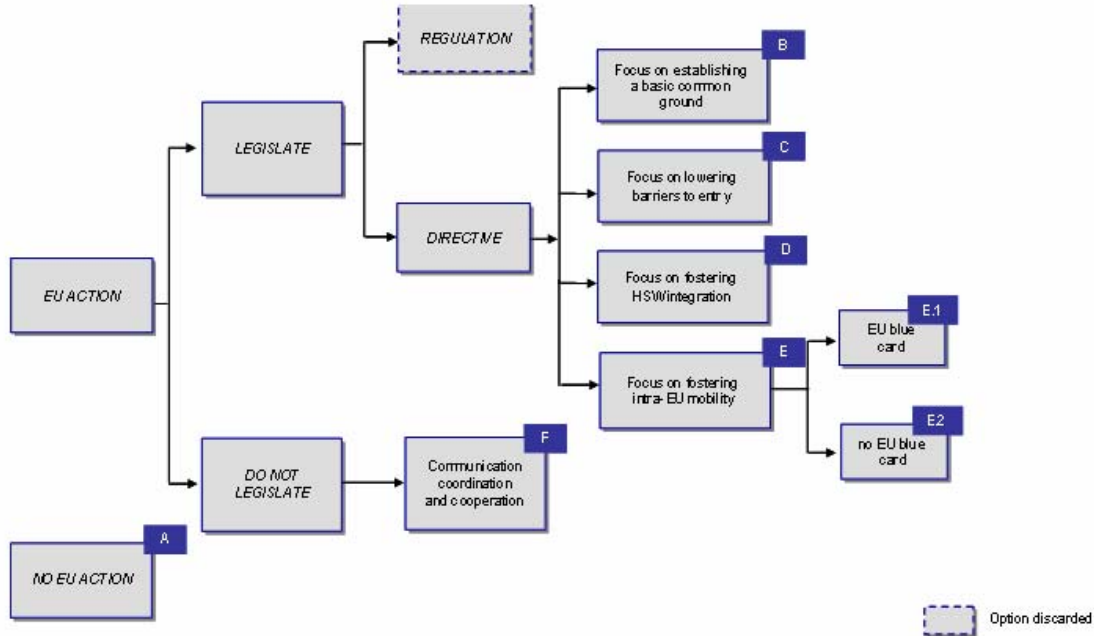 REGULATION
B
Focus on establishing
a basic common
ground
LEGISLATE
C
Focus on lowering
barriers to entry
DIRECTIVE
D
Focus on fostering
HSW integration
EU ACTION
E.1
EU blue
card
E
Focus on fostering
intra-EU mobility
E.2
no EU blue
card
F
Communication
coordination
and cooperation
DO NOT
LEGISLATE
A
NO EU ACTION
Option discarded